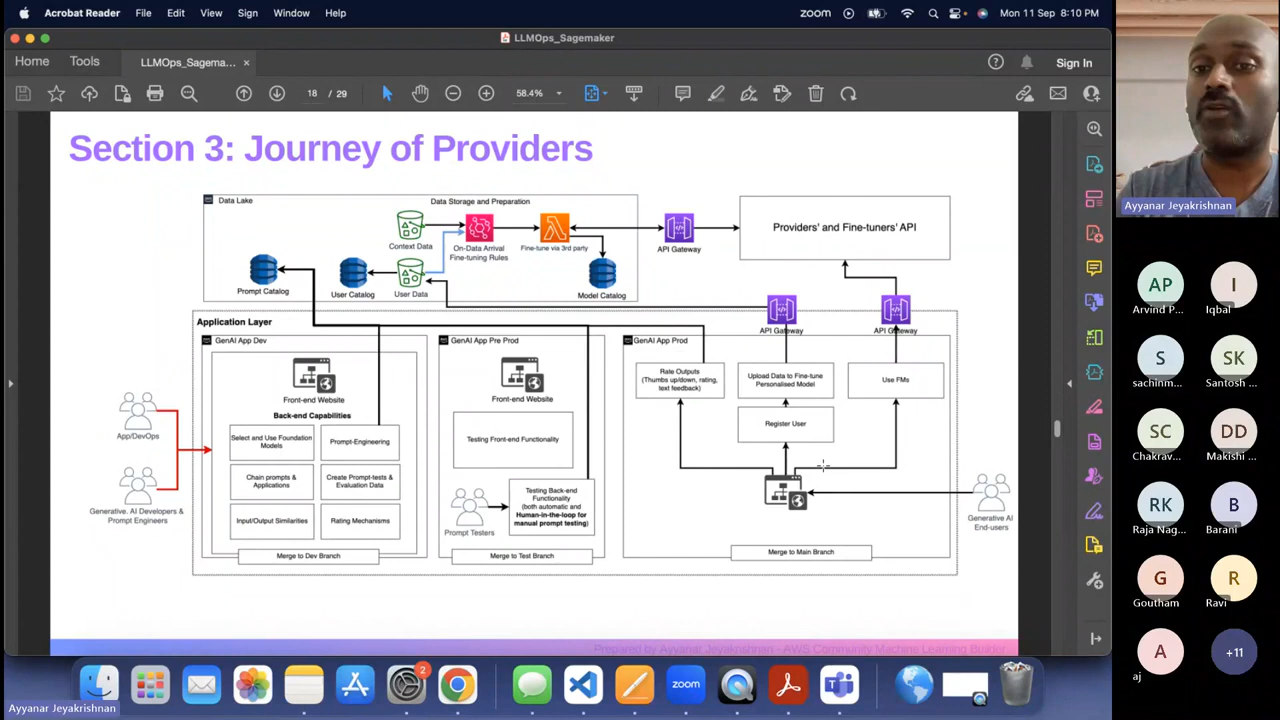 Acrobat Reader File Edit View Sign Window Help
zoom Mon 11 Sep 8:10 PM
LLMOps_Sagemaker
Home Tools LLMOps_Sagema... × Sign In
18 / 29 58.4%
Section 3: Journey of Providers
Data Lake
Data Storage and Preparation
Context Data
On-Data Arrival
Fine-tuning Rules
Fine-tune via 3rd party
API Gateway
Providers' and Fine-tuners' API
Prompt Catalog
User Catalog
User Data
Model Catalog
Application Layer
API Gateway
API Gateway
GenAI App Dev
Front-end Website
Back-end Capabilities
Select and Use Foundation
Models
Prompt-Engineering
Chain prompts &
Applications
Create Prompt-tests &
Evaluation Data
Input/Output Similarities
Rating Mechanisms
Merge to Dev Branch
App/DevOps
Generative. AI Developers &
Prompt Engineers
GenAI App Pre Prod
Front-end Website
Testing Front-end Functionality
Prompt Testers
Testing Back-end
Functionality
(both automatic and
Human-in-the-loop for
manual prompt testing)
Merge to Test Branch
GenAI App Prod
Rate Outputs
(Thumbs up/down, rating,
text feedback)
Upload Data to Fine-tune
Personalised Model
Use FMs
Register User
Merge to Main Branch
Generative AI
End-users
Prepared by Ayyanar Jeyakrishnan - AWS Community Machine Learning Builder
Ayyanar Jeyakrishnan
AP
Arvind P...
I
Iqbal
S
sachinm...
SK
Santosh ...
SC
Chakrav...
DD
Makishi ...
RK
Raja Nag...
B
Barani
G
Goutham
R
Ravi
A
aj
+11
2
zoom
Ayyanar Jeyakrishnan